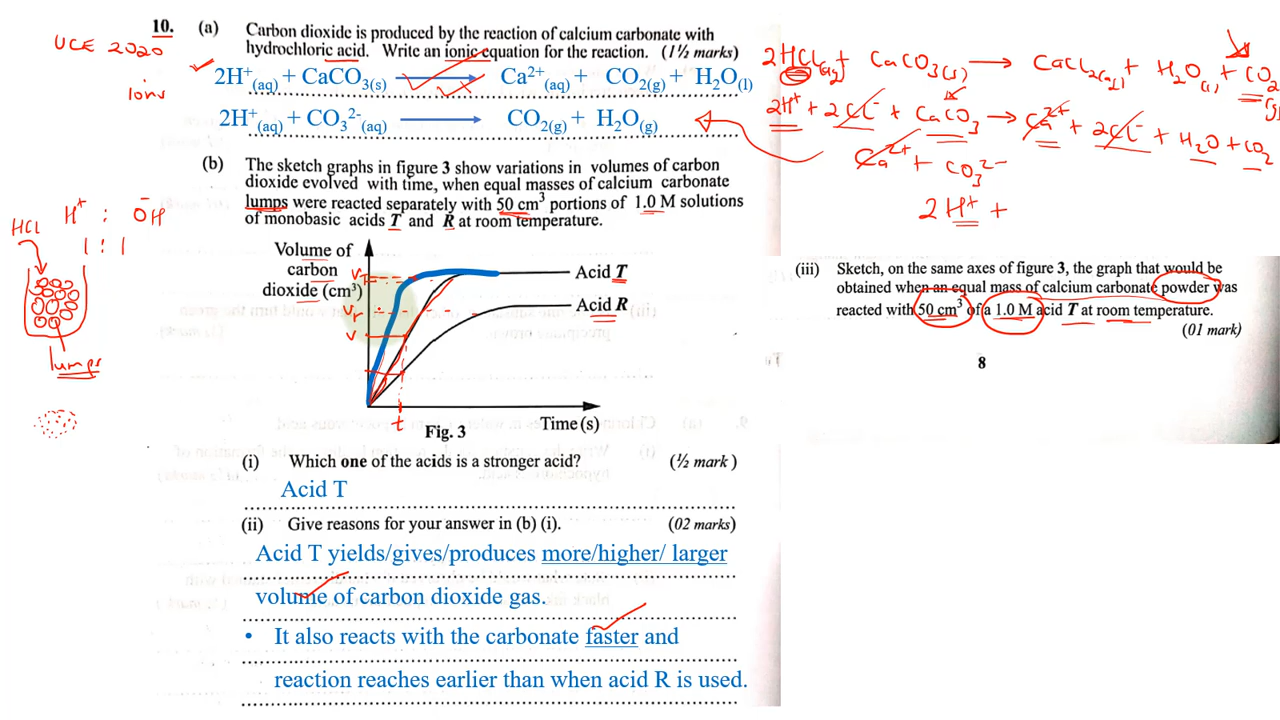 UCE 2020
ions
10. (a) Carbon dioxide is produced by the reaction of calcium carbonate with
hydrochloric acid. Write an ionic equation for the reaction. (1½ marks)
2H⁺(aq) + CaCO₃(s) ⟶ Ca²⁺(aq) + CO₂(g) + H₂O(l)
2H⁺(aq) + CO₃²⁻(aq) ⟶ CO₂(g) + H₂O(g)
2HCl(aq) + CaCO₃(s) ⟶ CaCl₂(aq) + H₂O(l) + CO₂(g)
2H⁺ + 2Cl⁻ + CaCO₃ ⟶ Ca²⁺ + 2Cl⁻ + H₂O + CO₂
Ca²⁺ + CO₃²⁻
2H⁺ +
(b) The sketch graphs in figure 3 show variations in volumes of carbon
dioxide evolved with time, when equal masses of calcium carbonate
lumps were reacted separately with 50 cm³ portions of 1.0 M solutions
of monobasic acids T and R at room temperature.
H⁺ : ŌH
1 : 1
HCl
lumps
Volume of
carbon
dioxide (cm³)
V_T
V_r
V
Acid T
Acid R
t
Time (s)
Fig. 3
(iii) Sketch, on the same axes of figure 3, the graph that would be
obtained when an equal mass of calcium carbonate powder was
reacted with 50 cm³ of a 1.0 M acid T at room temperature.
(01 mark)
8
(i) Which one of the acids is a stronger acid? (½ mark)
Acid T
(ii) Give reasons for your answer in (b) (i). (02 marks)
Acid T yields/gives/produces more/higher/ larger
volume of carbon dioxide gas.
• It also reacts with the carbonate faster and
reaction reaches earlier than when acid R is used.